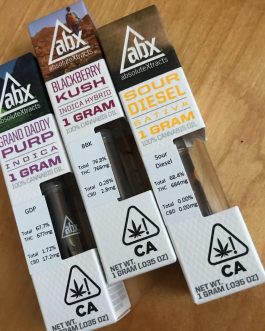 abx
absoluteXtracts
GRAND DADDY
PURP
INDICA
1 GRAM
100% CANNABIS OIL
GDP
Total 67.7%
THC 677mg
Total 1.72%
CBD 17.2mg
abx
CA
NET WT.
1 GRAM (.035 OZ)
abx
absoluteXtracts
BLACKBERRY
KUSH
INDICA HYBRID
1 GRAM
100% CANNABIS OIL
BBK
Total 76.8%
THC 768mg
Total 0.28%
CBD 2.8mg
CA
NET WT.
1 GRAM (.035 OZ)
abx
absoluteXtracts
SOUR
DIESEL
SATIVA
1 GRAM
100% CANNABIS OIL
Sour
Diesel
Total 68.4%
THC 684mg
Total 0.00%
CBD 0.00mg
CA
NET WT.
1 GRAM (.035 OZ)